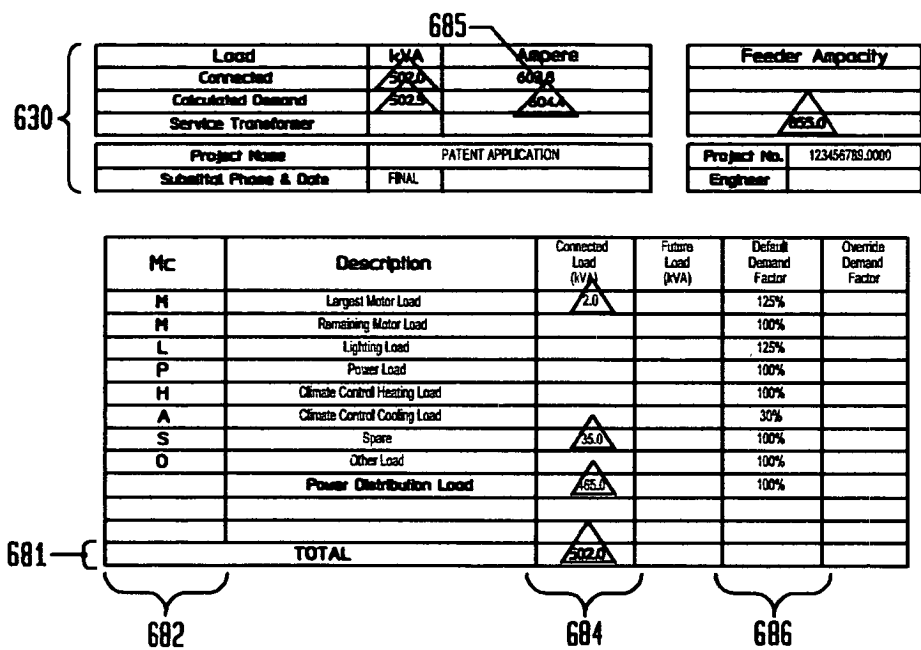 685
Load kVA Ampere Feeder Ampacity
Connected 502.0 603.8
Calculated Demand 502.5 604.4
630
Service Transformer 855.0
Project Name PATENT APPLICATION Project No. 123456789.0000
Submittal Phase & Date FINAL Engineer
Mc Description Connected Load (kVA) Future Load (kVA) Default Demand Factor Override Demand Factor
M Largest Motor Load 2.0 125%
M Remaining Motor Load 100%
L Lighting Load 125%
P Power Load 100%
H Climate Control Heating Load 100%
A Climate Control Cooling Load 30%
S Spare 35.0 100%
O Other Load 100%
Power Distribution Load 465.0 100%
681 TOTAL 502.0
682 684 686